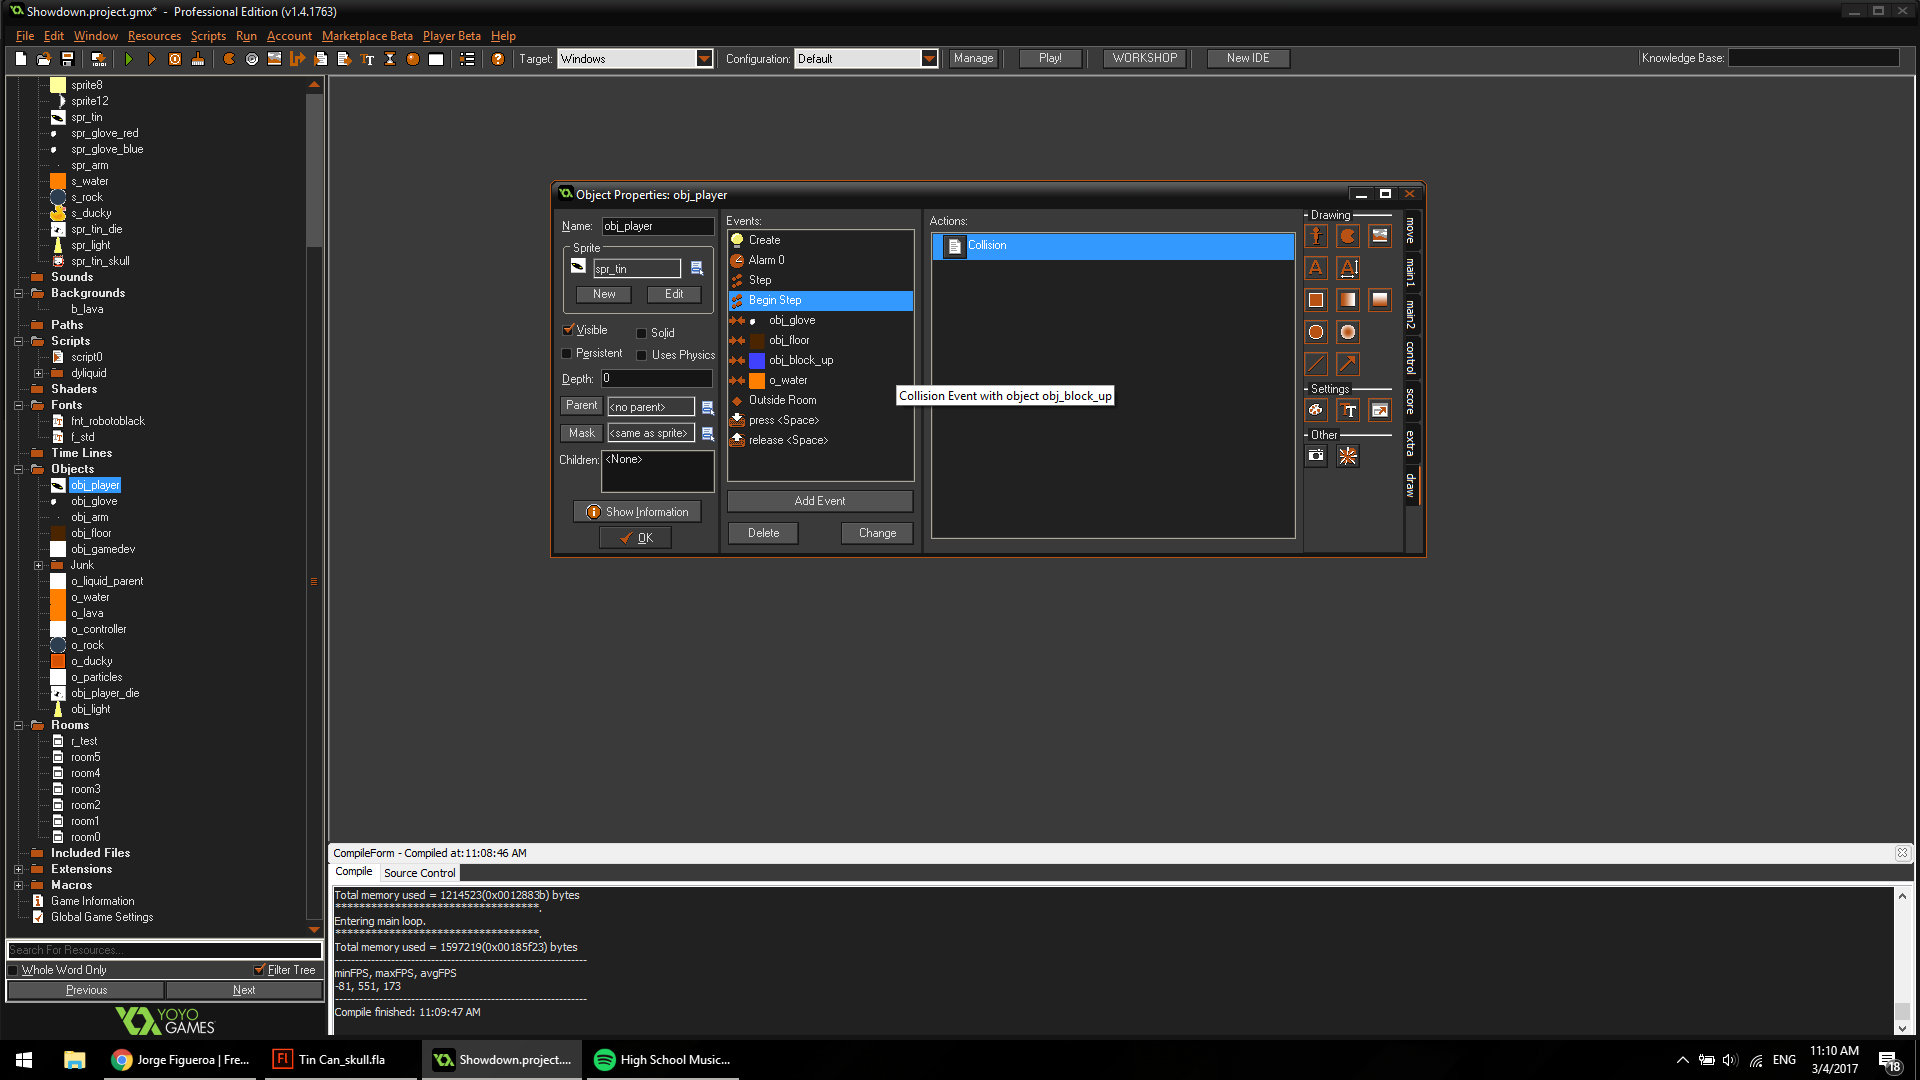 Showdown.project.gmx* - Professional Edition (v1.4.1763)
File Edit Window Resources Scripts Run Account Marketplace Beta Player Beta Help
Target: Windows Configuration: Default Manage Play! WORKSHOP New IDE Knowledge Base:
sprite8
sprite12
spr_tin
spr_glove_red
spr_glove_blue
spr_arm
s_water
s_rock
s_ducky
spr_tin_die
spr_light
spr_tin_skull
Sounds
Backgrounds
b_lava
Paths
Scripts
script0
dyliquid
Shaders
Fonts
fnt_robotoblack
f_std
Time Lines
Objects
obj_player
obj_glove
obj_arm
obj_floor
obj_gamedev
Junk
o_liquid_parent
o_water
o_lava
o_controller
o_rock
o_ducky
o_particles
obj_player_die
obj_light
Rooms
r_test
room5
room4
room3
room2
room1
room0
Included Files
Extensions
Macros
Game Information
Global Game Settings
Search For Resources...
Whole Word Only Filter Tree
Previous Next
YOYO
GAMES
Object Properties: obj_player
Name: obj_player
Sprite
spr_tin
New Edit
Visible Solid
Persistent Uses Physics
Depth: 0
Parent <no parent>
Mask <same as sprite>
Children: <None>
Show Information
OK
Events:
Create
Alarm 0
Step
Begin Step
obj_glove
obj_floor
obj_block_up
o_water
Outside Room
press <Space>
release <Space>
Add Event
Delete Change
Actions:
Collision
Collision Event with object obj_block_up
Drawing
Settings
Other
move
main1
main2
control
score
extra
draw
CompileForm - Compiled at:11:08:46 AM
Compile Source Control
Total memory used = 1214523(0x0012883b) bytes
**********************************.
Entering main loop.
**********************************.
Total memory used = 1597219(0x00185f23) bytes
------------------------------------------------------------
minFPS, maxFPS, avgFPS
-81, 551, 173
------------------------------------------------------------
Compile finished: 11:09:47 AM
Jorge Figueroa | Fre... Tin Can_skull.fla Showdown.project.... High School Music...
ENG
11:10 AM
3/4/2017
18